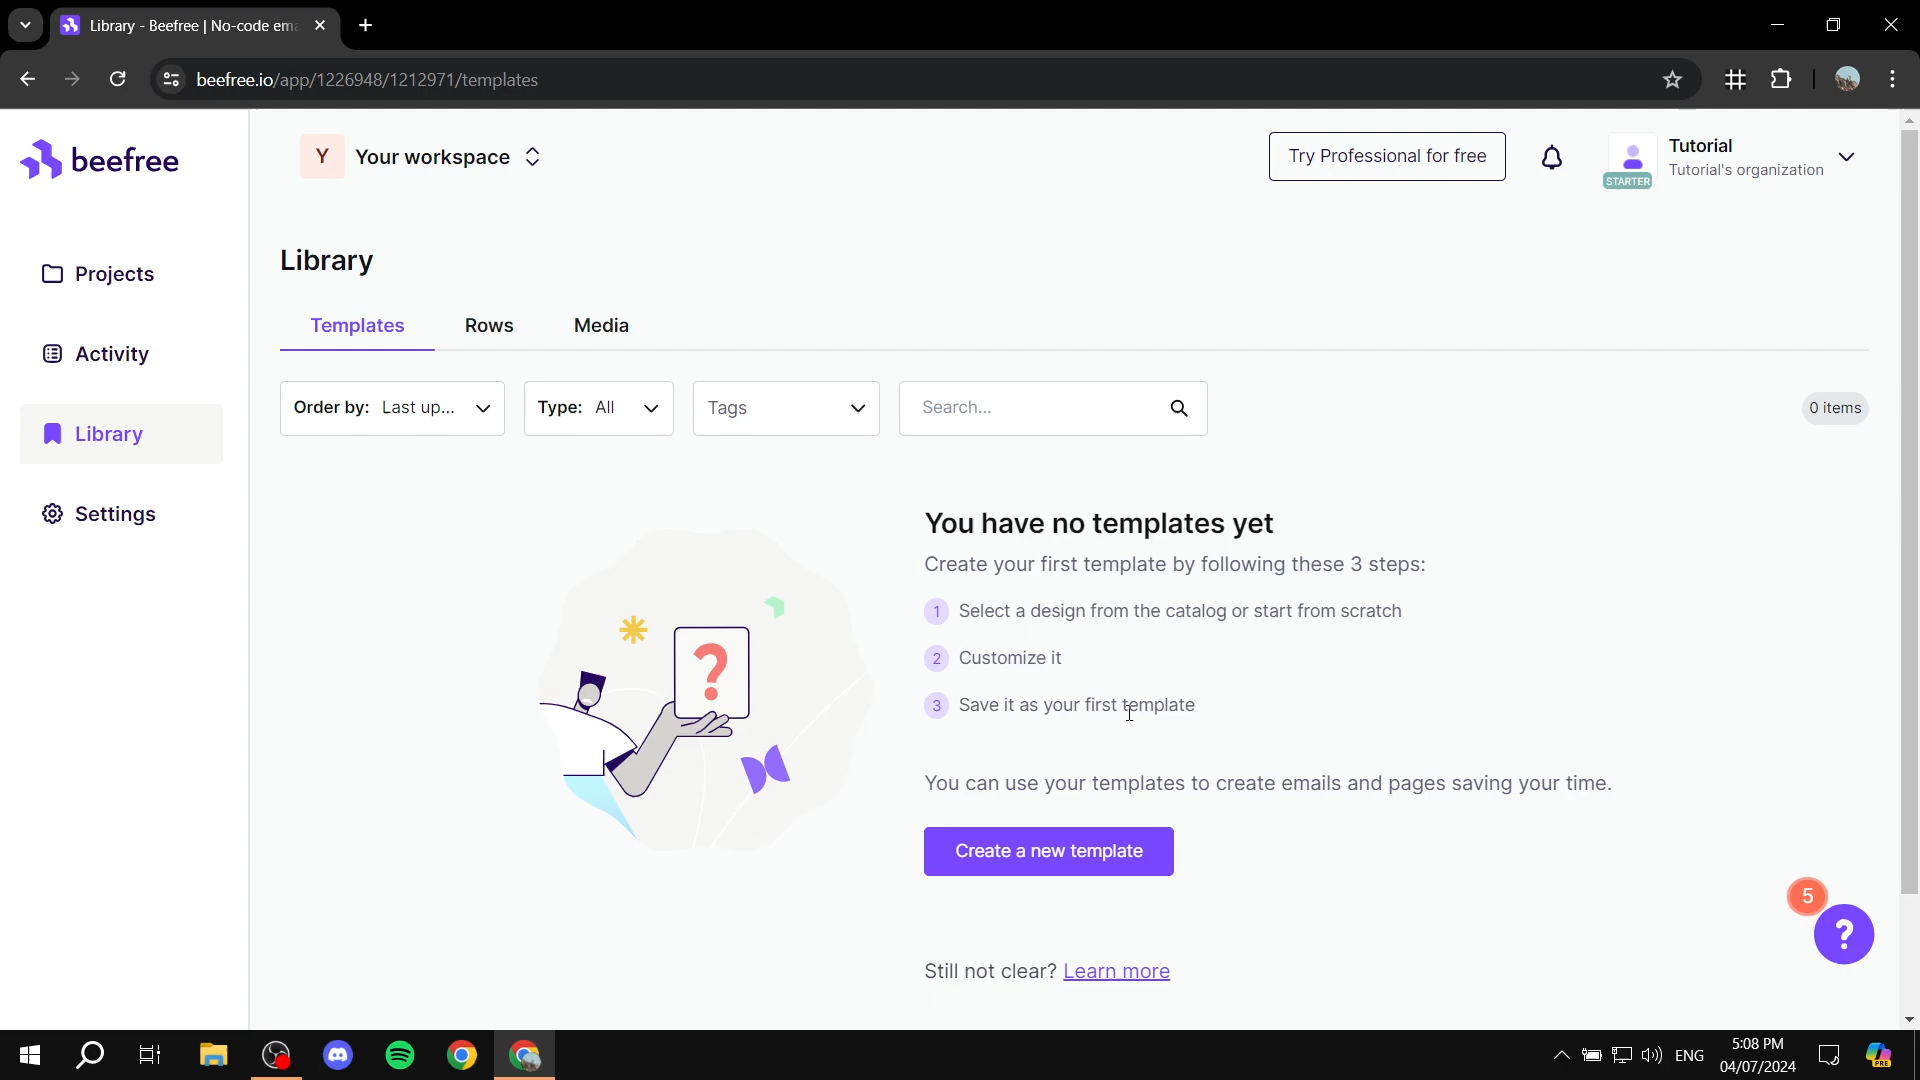 Library - Beefree | No-code ema
beefree.io/app/1226948/1212971/templates
beefree
Y Your workspace
Try Professional for free
Tutorial
Tutorial's organization
STARTER
Projects
Activity
Library
Settings
Library
Templates Rows Media
Order by: Last up... Type: All Tags Search... 0 items
You have no templates yet
Create your first template by following these 3 steps:
1 Select a design from the catalog or start from scratch
2 Customize it
3 Save it as your first template
You can use your templates to create emails and pages saving your time.
Create a new template
5
?
?
Still not clear? Learn more
ENG
5:08 PM
04/07/2024
PRE